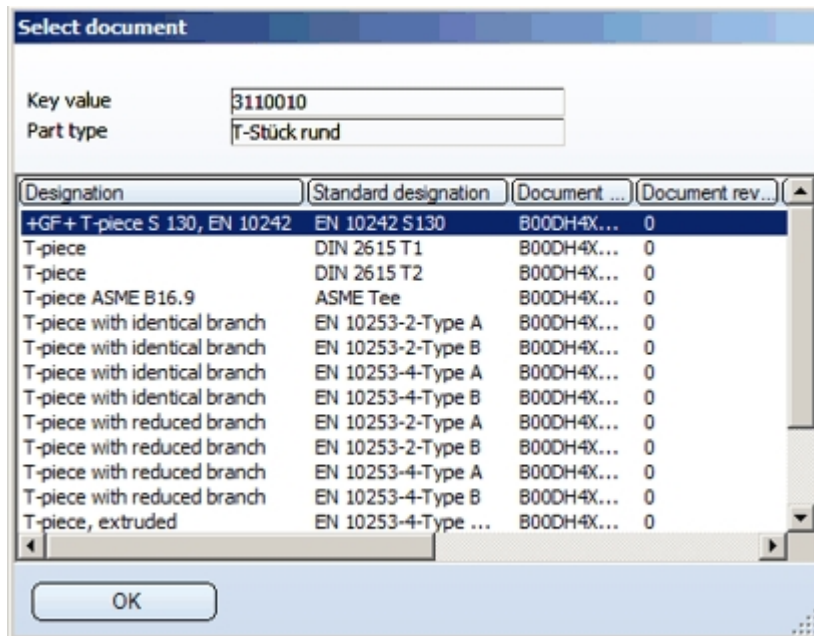 Select document
Key value 3110010
Part type T-Stück rund
Designation Standard designation Document ... Document rev...
+GF+ T-piece S 130, EN 10242 EN 10242 S130 B00DH4X... 0
T-piece DIN 2615 T1 B00DH4X... 0
T-piece DIN 2615 T2 B00DH4X... 0
T-piece ASME B16.9 ASME Tee B00DH4X... 0
T-piece with identical branch EN 10253-2-Type A B00DH4X... 0
T-piece with identical branch EN 10253-2-Type B B00DH4X... 0
T-piece with identical branch EN 10253-4-Type A B00DH4X... 0
T-piece with identical branch EN 10253-4-Type B B00DH4X... 0
T-piece with reduced branch EN 10253-2-Type A B00DH4X... 0
T-piece with reduced branch EN 10253-2-Type B B00DH4X... 0
T-piece with reduced branch EN 10253-4-Type A B00DH4X... 0
T-piece with reduced branch EN 10253-4-Type B B00DH4X... 0
T-piece, extruded EN 10253-4-Type ... B00DH4X... 0
OK